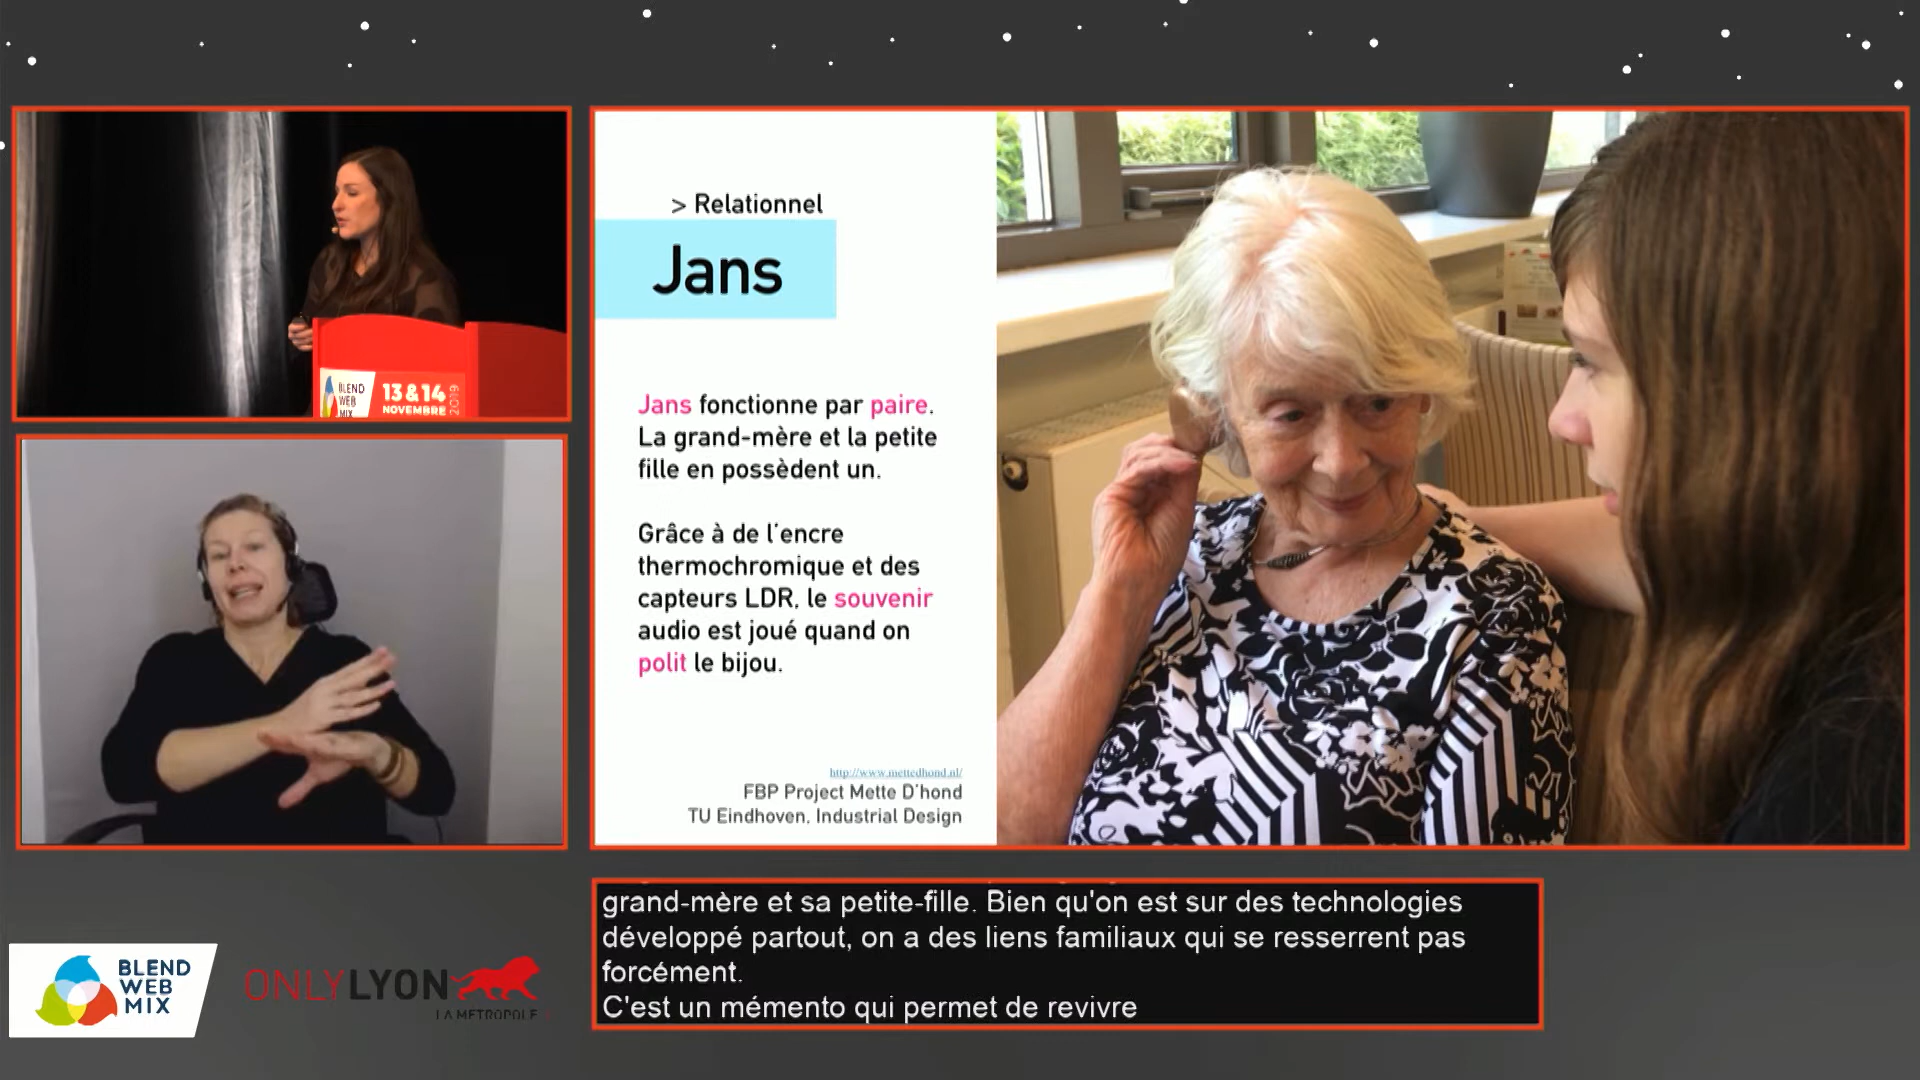 BLEND
WEB
MIX
13 & 14
NOVEMBRE
2019
> Relationnel
Jans
Jans fonctionne par paire.
La grand-mère et la petite
fille en possèdent un.
Grâce à de l'encre
thermochromique et des
capteurs LDR, le souvenir
audio est joué quand on
polit le bijou.
http://www.mettedhond.nl/
FBP Project Mette D'hond
TU Eindhoven, Industrial Design
grand-mère et sa petite-fille. Bien qu'on est sur des technologies
développé partout, on a des liens familiaux qui se resserrent pas
forcément.
C'est un mémento qui permet de revivre
BLEND
WEB
MIX
ONLYLYON
LA METROPOLE